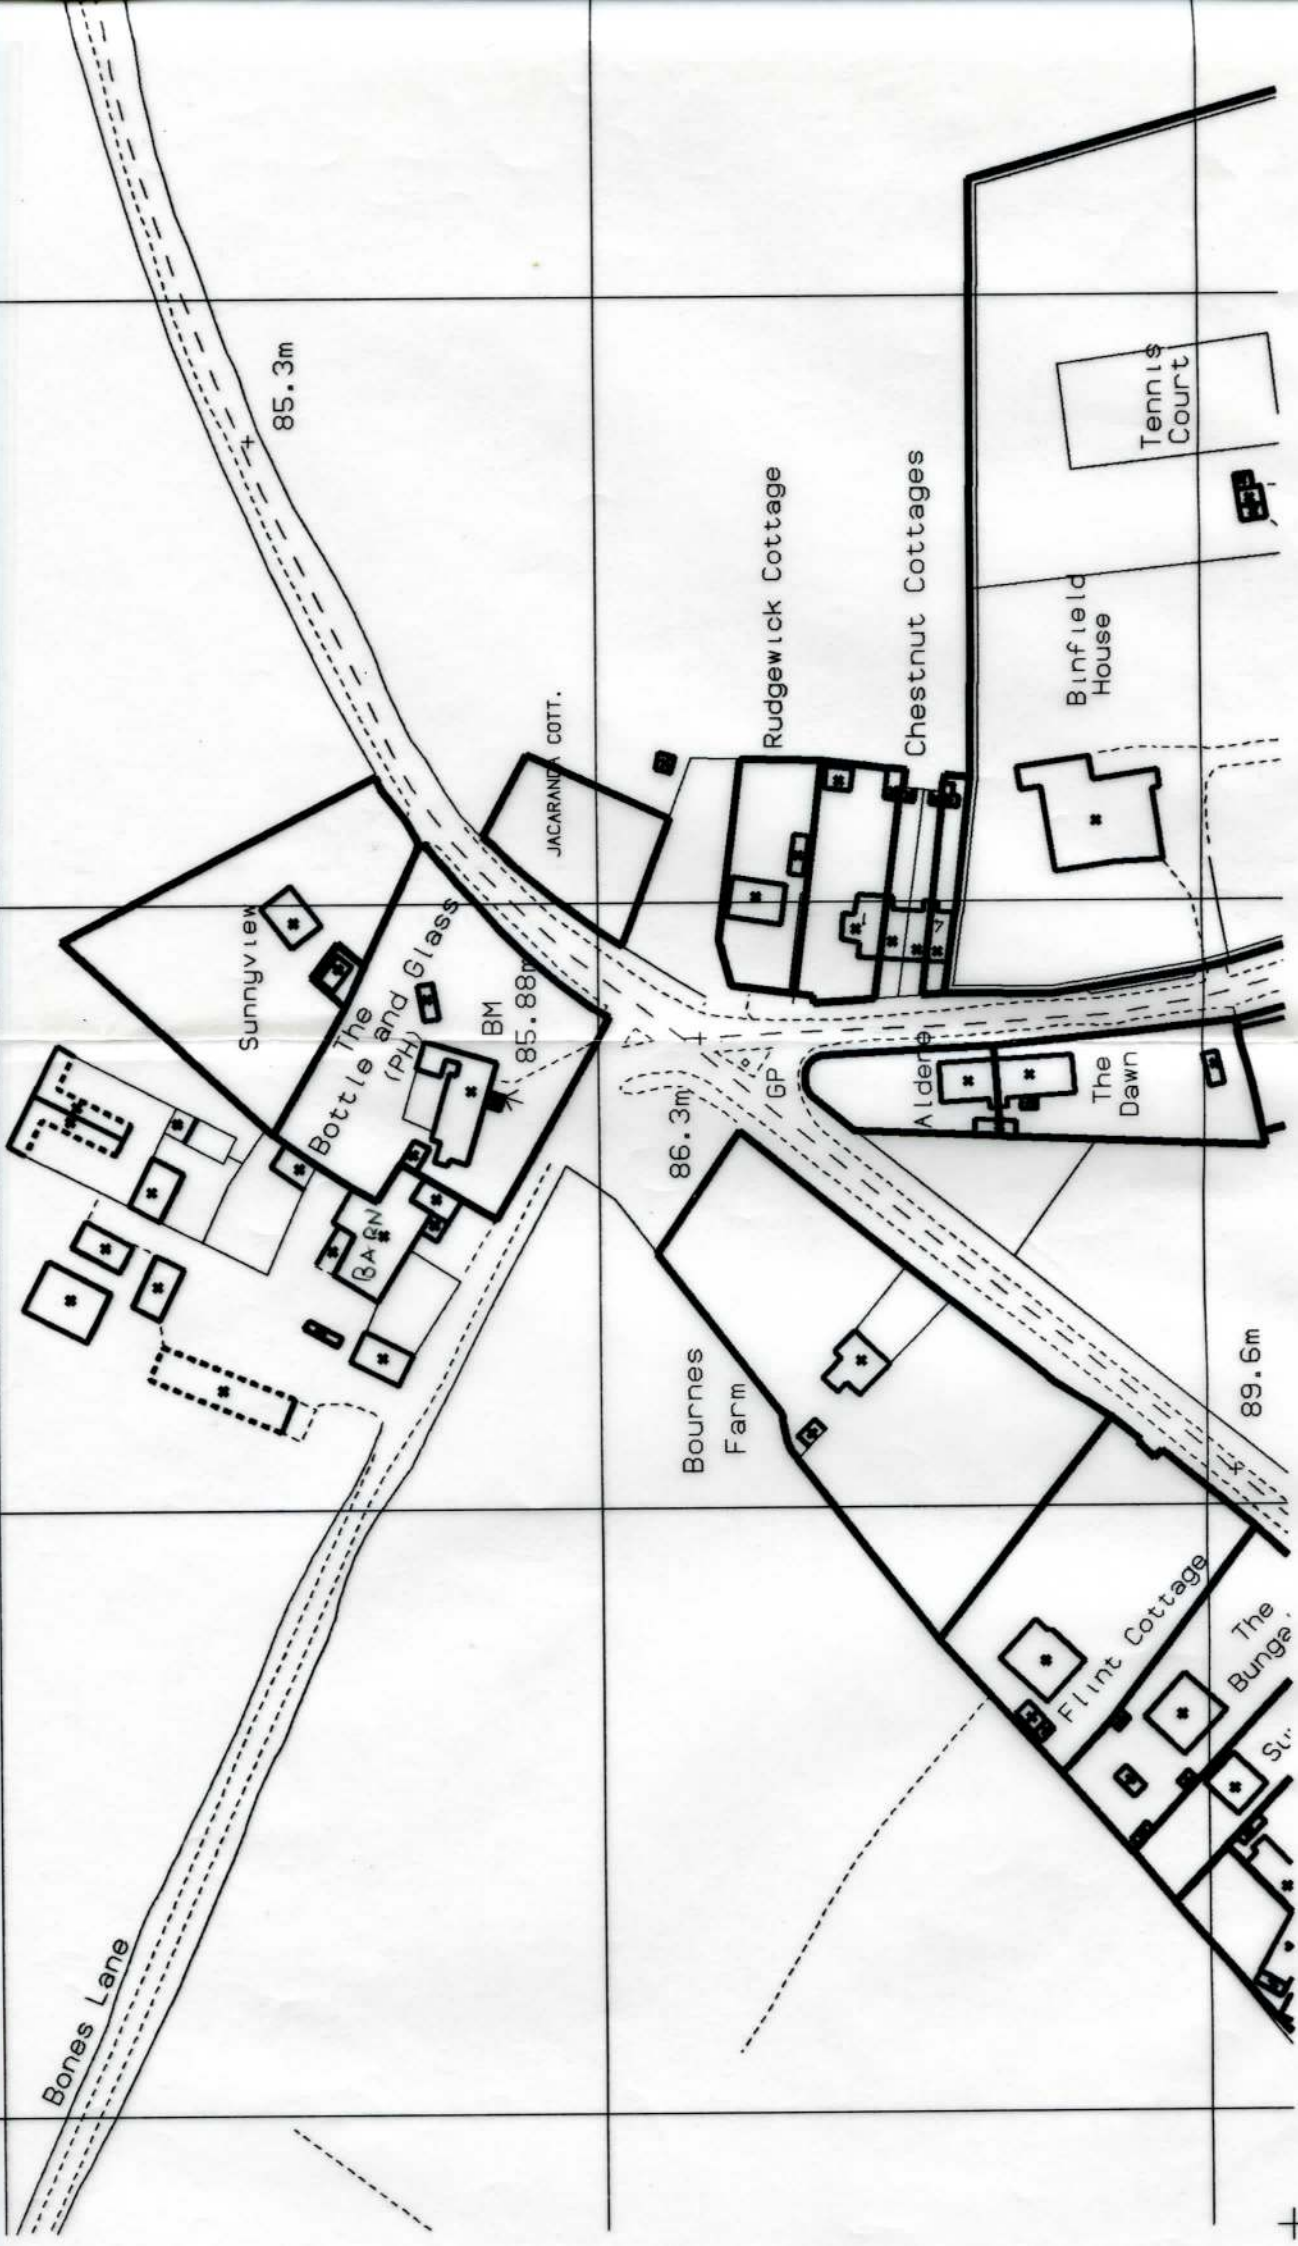 85.3m
JACARANDA COTT.
Rudgewick Cottage
Chestnut Cottages
Tennis
Court
Binfield
House
Sunnyview
The
Bottle and Glass
(PH)
BM
85.88m
BARN
86.3m
GP
1
Aldene
The
Dawn
Bournes
Farm
89.6m
Flint Cottage
The
Bones Lane